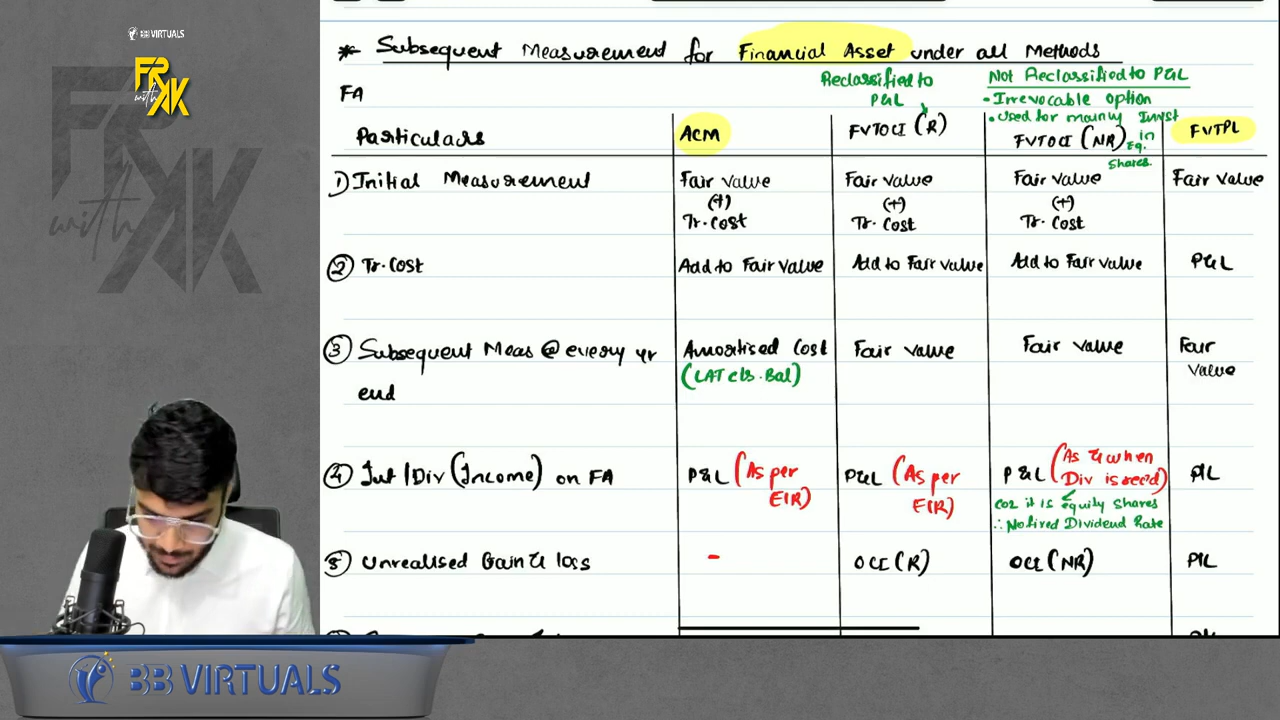 BB VIRTUALS
FR
with
AK
* Subsequent Measurement for Financial Asset under all Methods
FA
Reclassified to
P&L
Not Reclassified to P&L
• Irrevocable option
• Used for mainly Invst
in
Eq.
Shares.
Particulars ACM FVTOCI (R) FVTOCI (NR) FVTPL
1) Initial Measurement Fair value Fair value Fair value Fair value
(+) (+) (+)
Tr. Cost Tr. Cost Tr. Cost
2 Tr. Cost Add to Fair Value Add to Fair Value Add to Fair Value P&L
3 Subsequent Meas @ every yr Amortised Cost Fair value Fair value Fair
end (LAT cls. Bal) Value
4 Int/Div (Income) on FA P&L (As per P&L (As per P&L (As & when P/L
EIR) EIR) Div is recd)
coz it is equity shares
∴ No fixed Dividend Rate
5) Unrealised Gain & loss - OCI (R) OCI (NR) P/L
BB VIRTUALS